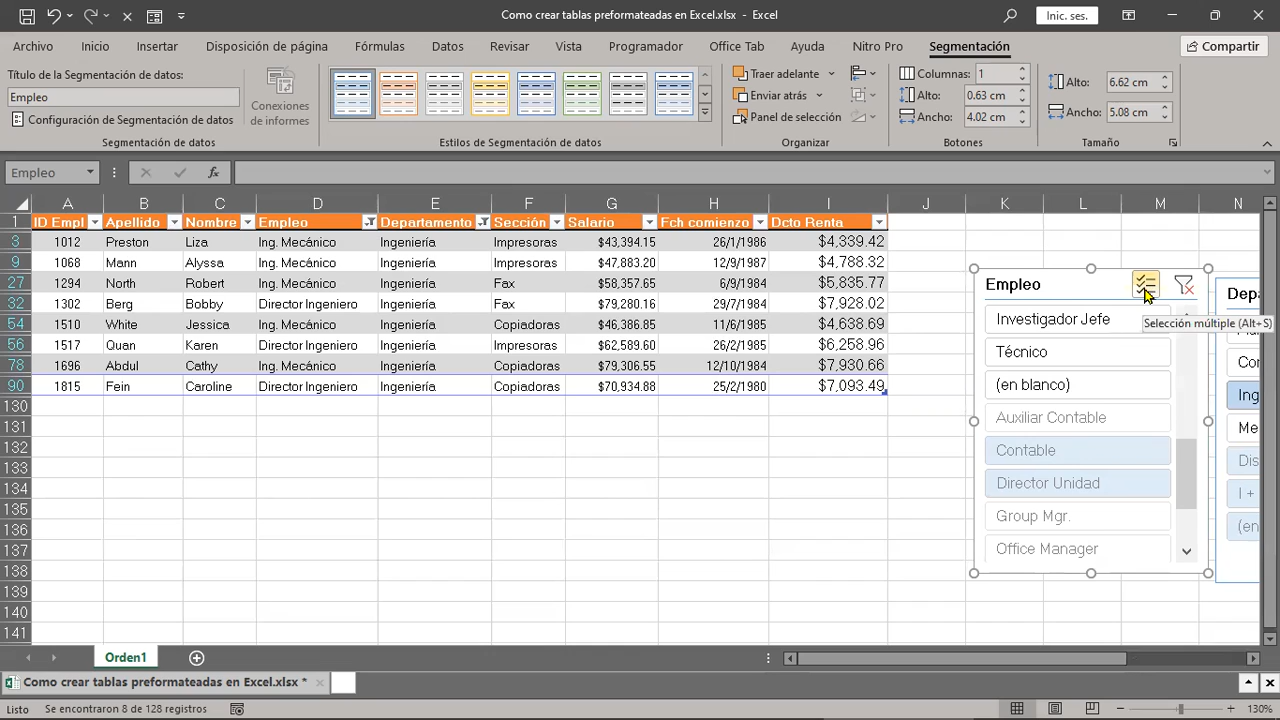 Como crear tablas preformateadas en Excel.xlsx - Excel
Inic. ses.
Archivo Inicio Insertar Disposición de página Fórmulas Datos Revisar Vista Programador Office Tab Ayuda Nitro Pro Segmentación Compartir
Título de la Segmentación de datos:
Empleo
Configuración de Segmentación de datos
Conexiones de informes
Segmentación de datos
Estilos de Segmentación de datos
Traer adelante
Enviar atrás
Panel de selección
Organizar
Columnas: 1
Alto: 0.63 cm
Ancho: 4.02 cm
Botones
Alto: 6.62 cm
Ancho: 5.08 cm
Tamaño
Empleo
fx
A B C D E F G H I J K L M N
1 ID Empl Apellido Nombre Empleo Departamento Sección Salario Fch comienzo Dcto Renta
3 1012 Preston Liza Ing. Mecánico Ingeniería Impresoras $43,394.15 26/1/1986 $4,339.42
9 1068 Mann Alyssa Ing. Mecánico Ingeniería Impresoras $47,883.20 12/9/1987 $4,788.32
27 1294 North Robert Ing. Mecánico Ingeniería Fax $58,357.65 6/9/1984 $5,835.77
32 1302 Berg Bobby Director Ingeniero Ingeniería Fax $79,280.16 29/7/1984 $7,928.02
54 1510 White Jessica Ing. Mecánico Ingeniería Copiadoras $46,386.85 11/6/1985 $4,638.69
56 1517 Quan Karen Director Ingeniero Ingeniería Impresoras $62,589.60 26/2/1985 $6,258.96
78 1696 Abdul Cathy Ing. Mecánico Ingeniería Copiadoras $79,306.55 12/10/1984 $7,930.66
90 1815 Fein Caroline Director Ingeniero Ingeniería Copiadoras $70,934.88 25/2/1980 $7,093.49
130
131
132
133
134
135
136
137
138
139
140
141
Empleo
Selección múltiple (Alt+S)
Investigador Jefe
Técnico
(en blanco)
Auxiliar Contable
Contable
Director Unidad
Group Mgr.
Office Manager
Depa
Con
Ing
Me
Dis
I +
(en
Orden1
Como crear tablas preformateadas en Excel.xlsx *
Listo Se encontraron 8 de 128 registros
130%